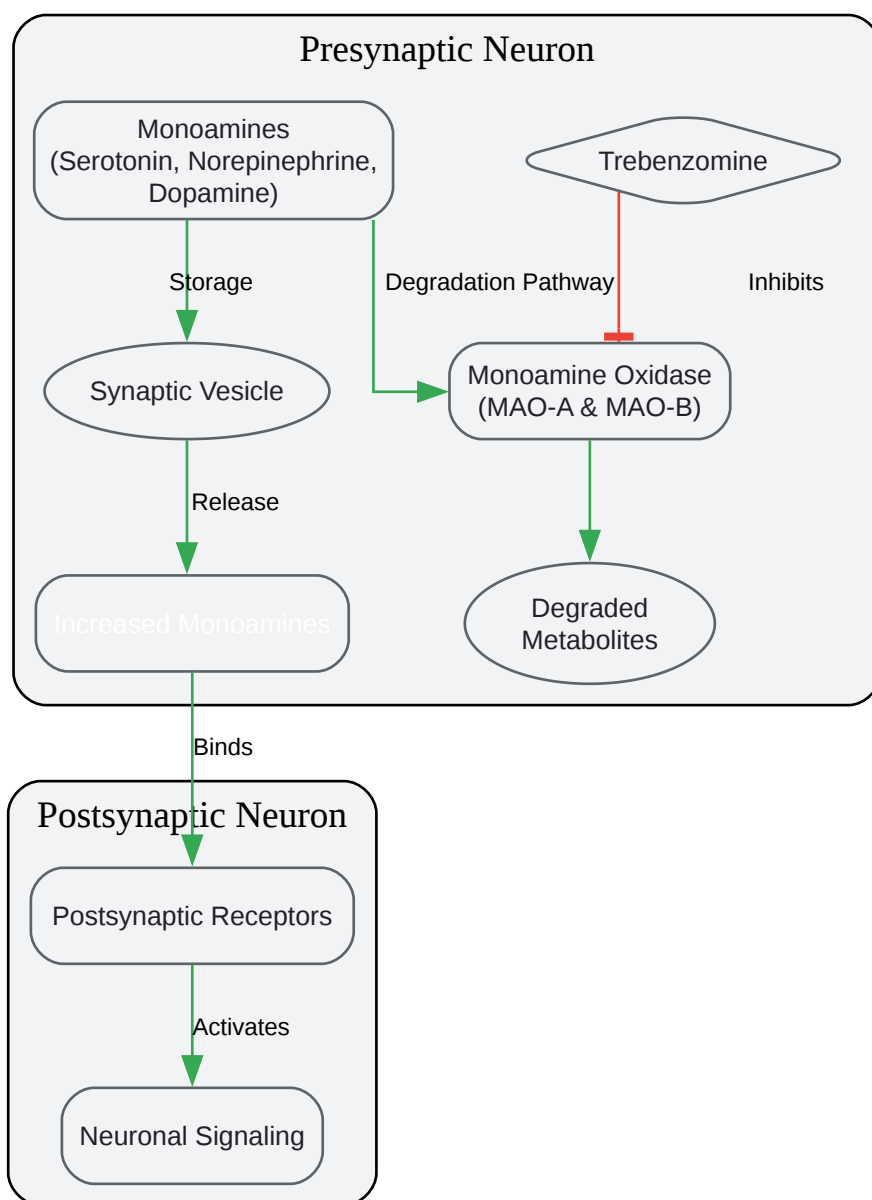 Presynaptic Neuron
Monoamines
(Serotonin, Norepinephrine,
Dopamine)
Trebenzomine
Storage
Degradation Pathway
Inhibits
Synaptic Vesicle
Monoamine Oxidase
(MAO-A & MAO-B)
Release
Increased Monoamines
Degraded
Metabolites
Binds
Postsynaptic Neuron
Postsynaptic Receptors
Activates
Neuronal Signaling